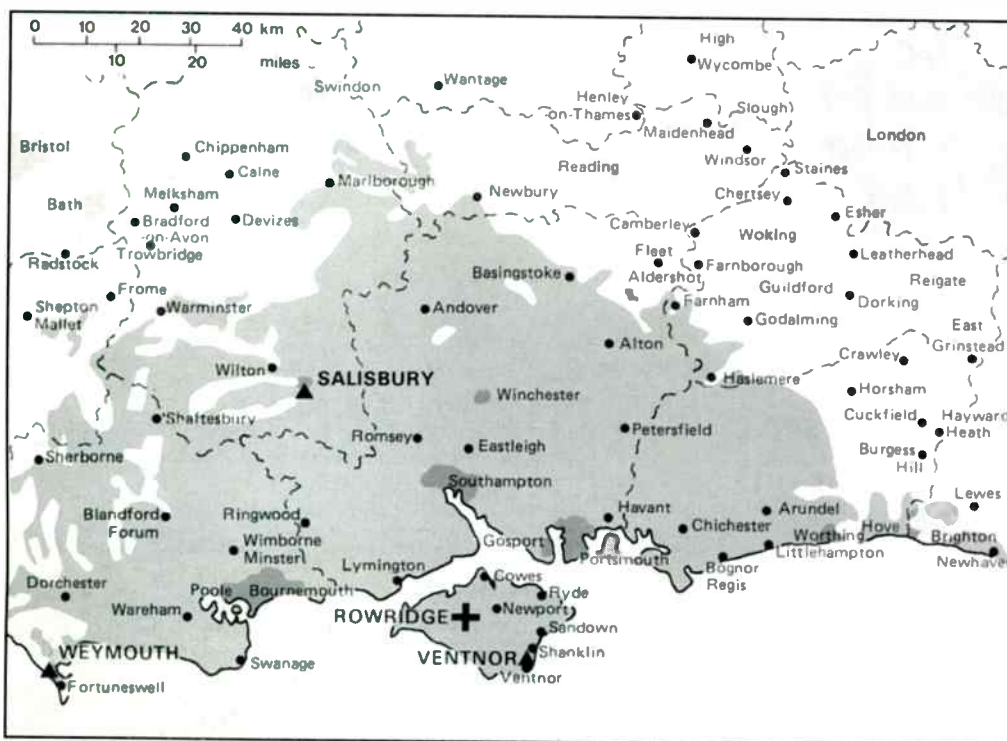 0 10 20 30 40 km
10 20
miles
High
Wycombe
Swindon
Wantage
Henley
on-Thames
Slough
Maidenhead
London
Bristol
Chippenham
Calne
Reading
Windsor
Staines
Marlborough
Newbury
Chertsey
Bath
Melksham
Bradford
-on-Avon
Devizes
Trowbridge
Camberley
Woking
Esher
Radstock
Basingstoke
Fleet
Aldershot
Farnborough
Guildford
Leatherhead
Reigate
Frome
Shepton
Mallet
Warminster
Andover
Farnham
Dorking
Godalming
East
Grinstead
Alton
Crawley
Wilton
SALISBURY
Haslemere
Winchester
Horsham
Shaftesbury
Cuckfield
Hayward
Heath
Romsey
Eastleigh
Petersfield
Burgess
Hill
Sherborne
Southampton
Lewes
Blandford
Forum
Ringwood
Havant
Arundel
Chichester
Worthing
Hove
Brighton
Wimborne
Minster
Gosport
Portsmouth
Littlehampton
Newhave
Lymington
Bognor
Regis
Dorchester
Poole
Bournemouth
Cowes
Ryde
Wareham
ROWRIDGE
Newport
Sandown
WEYMOUTH
Swanage
VENTNOR
Shanklin
Ventnor
Fortuneswell